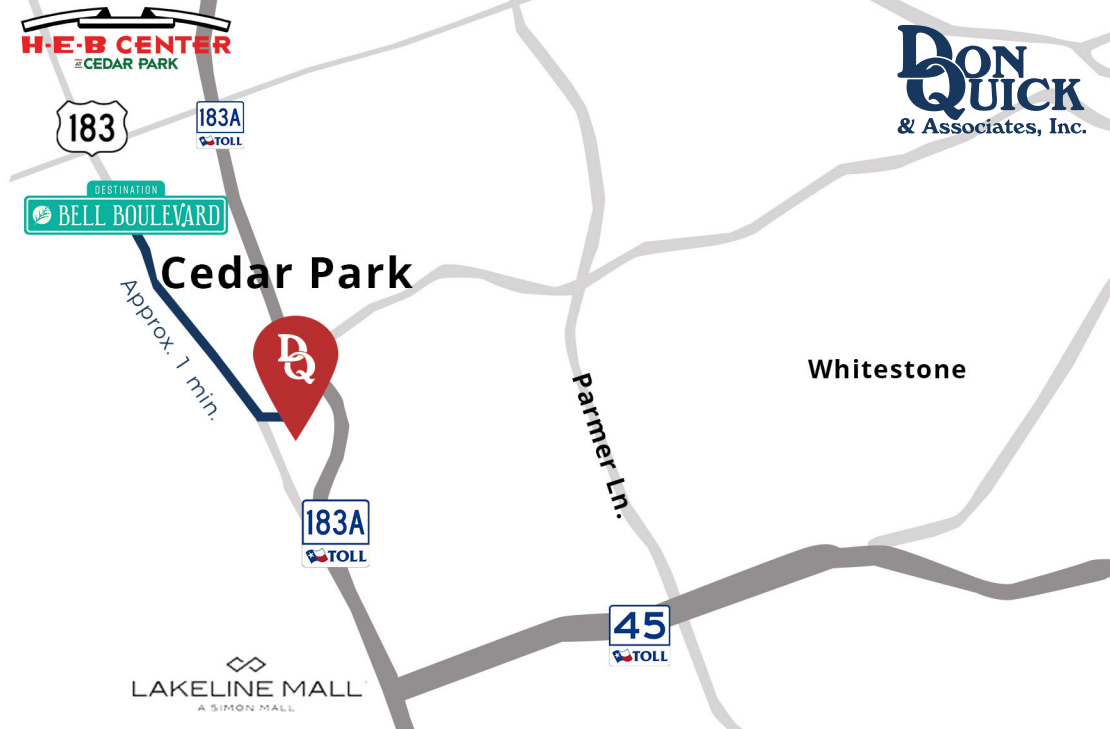 H-E-B CENTER
AT CEDAR PARK
DON
QUICK
& Associates, Inc.
183
183A
TOLL
DESTINATION
BELL BOULEVARD
Cedar Park
Approx. 1 min.
DQ
Whitestone
Parmer Ln.
183A
TOLL
45
TOLL
LAKELINE MALL
A SIMON MALL